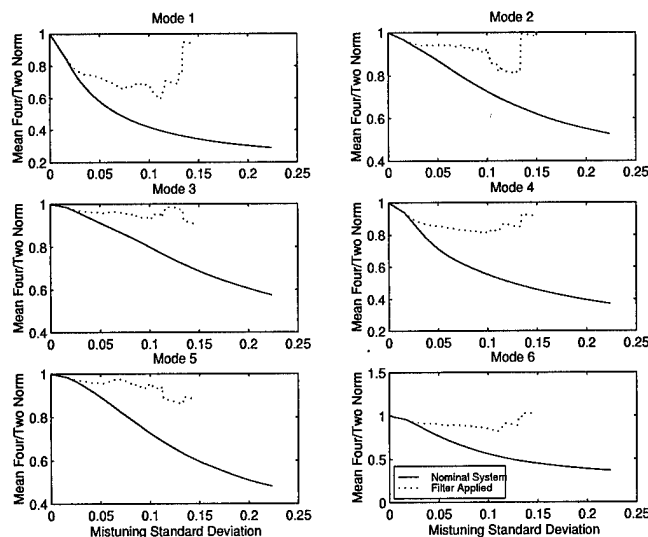 Mode 1
Mean Four/Two Norm
1
0.8
0.6
0.4
0.2
0 0.05 0.1 0.15 0.2 0.25
Mode 2
Mean Four/Two Norm
1
0.8
0.6
0.4
0 0.05 0.1 0.15 0.2 0.25
Mode 3
Mean Four/Two Norm
1
0.8
0.6
0.4
0 0.05 0.1 0.15 0.2 0.25
Mode 4
Mean Four/Two Norm
1
0.8
0.6
0.4
0.2
0 0.05 0.1 0.15 0.2 0.25
Mode 5
Mean Four/Two Norm
1
0.8
0.6
0.4
0 0.05 0.1 0.15 0.2 0.25
Mistuning Standard Deviation
Mode 6
Mean Four/Two Norm
1.5
1
0.5
0
Nominal System
Filter Applied
0 0.05 0.1 0.15 0.2 0.25
Mistuning Standard Deviation